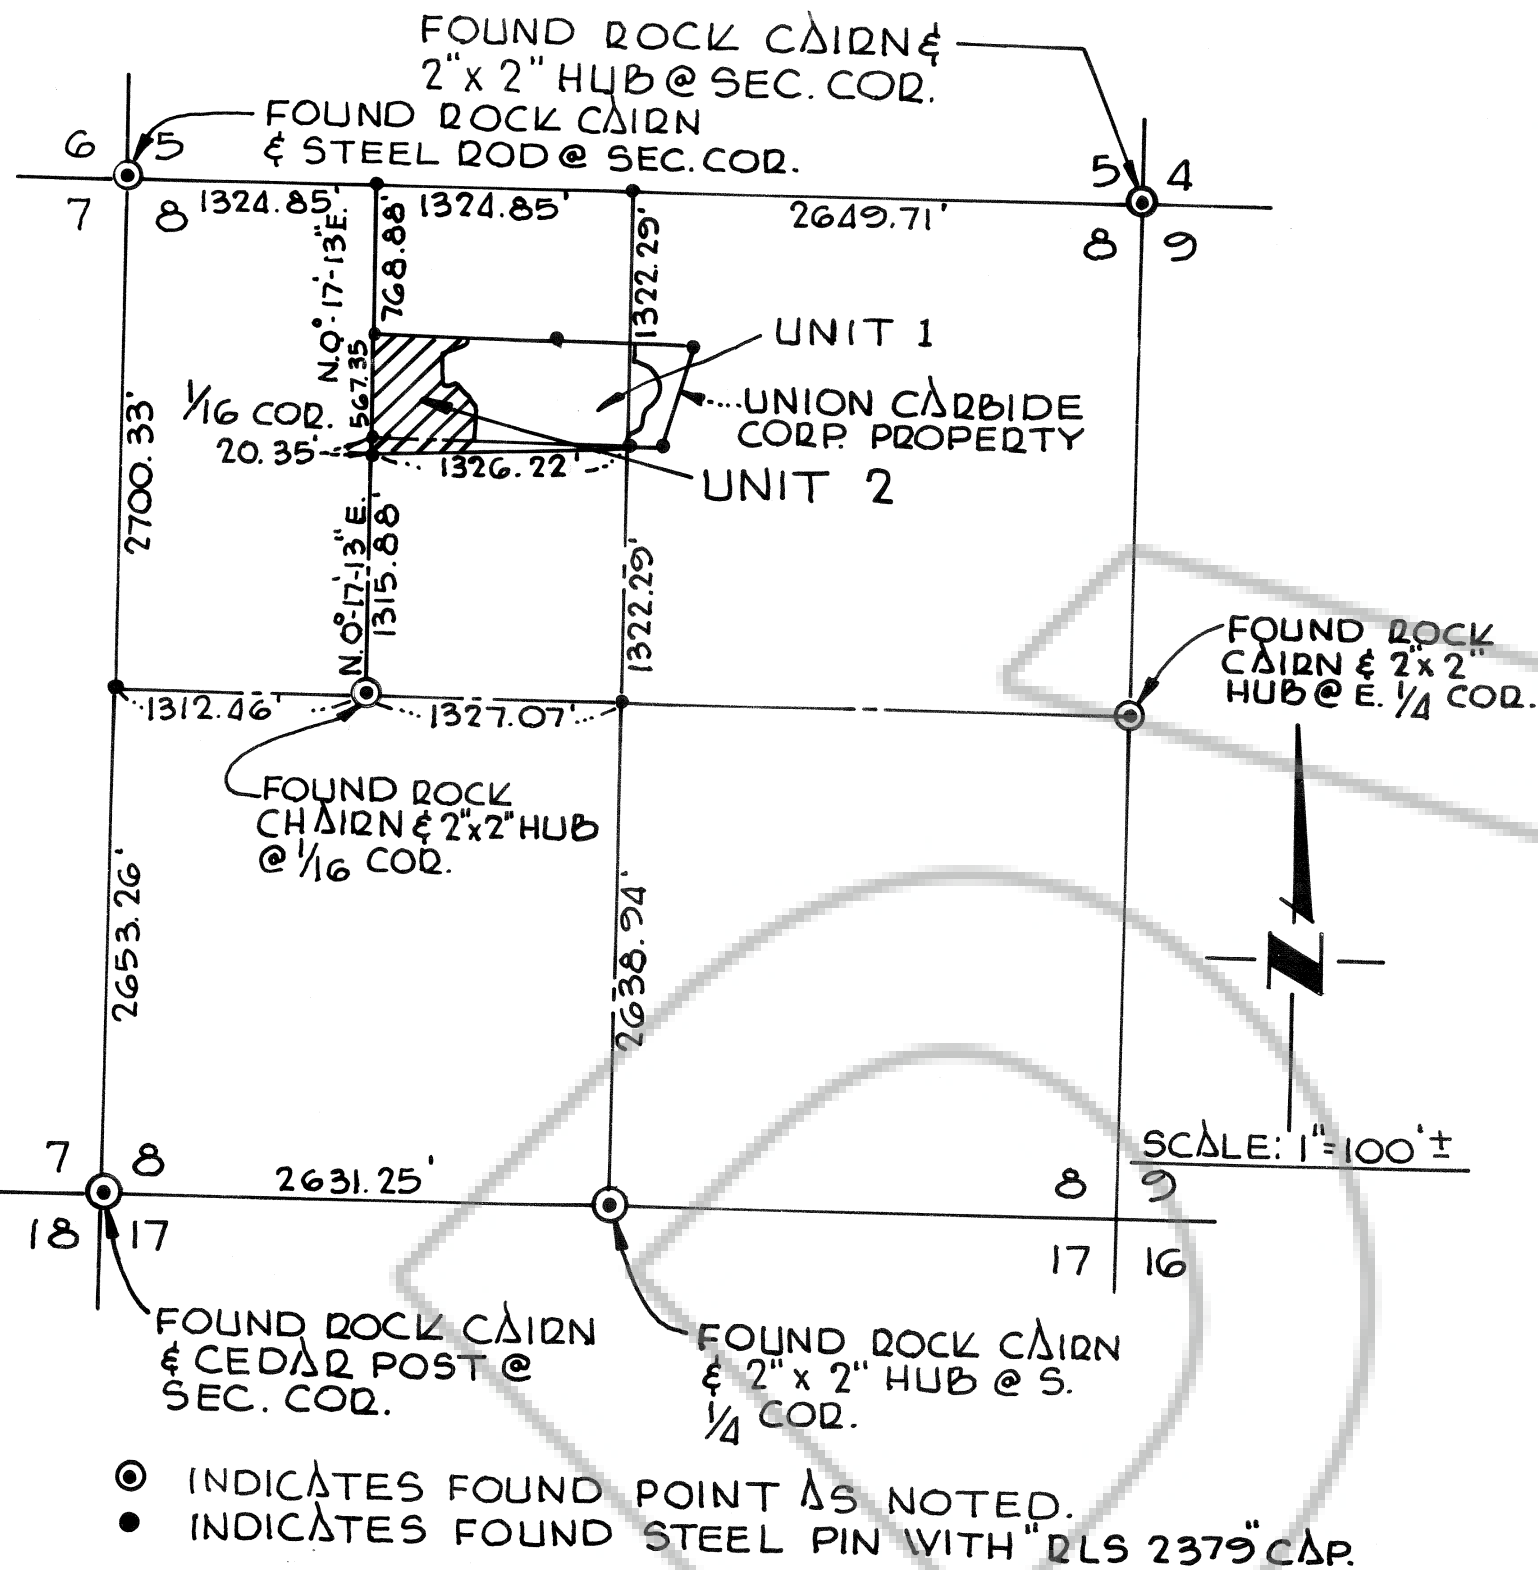 FOUND ROCK CAIRN &
2" x 2" HUB @ SEC. COR.
FOUND ROCK CAIRN
& STEEL ROD @ SEC. COR.
6 5
5 4
7 8
1324.85'
1324.85'
2649.71'
8 9
N.0°-17'-13"E.
768.88'
1322.29'
UNIT 1
567.35
1/16 COR.
20.35'
UNION CARBIDE
CORP. PROPERTY
1326.22'
UNIT 2
2700.33'
N.0°-17'-13"E.
1315.88'
1322.29'
FOUND ROCK
CAIRN & 2"x 2"
HUB @ E. 1/4 COR.
1312.46'
1327.07'
FOUND ROCK
CHAIRN & 2"x2" HUB
@ 1/16 COR.
2653.26'
2638.94'
N
SCALE: 1"=100'±
7 8
2631.25'
8 9
18 17
17 16
FOUND ROCK CAIRN
& CEDAR POST @
SEC. COR.
FOUND ROCK CAIRN
& 2" x 2" HUB @ S.
1/4 COR.
INDICATES FOUND POINT AS NOTED.
INDICATES FOUND STEEL PIN WITH "RLS 2379" CAP.